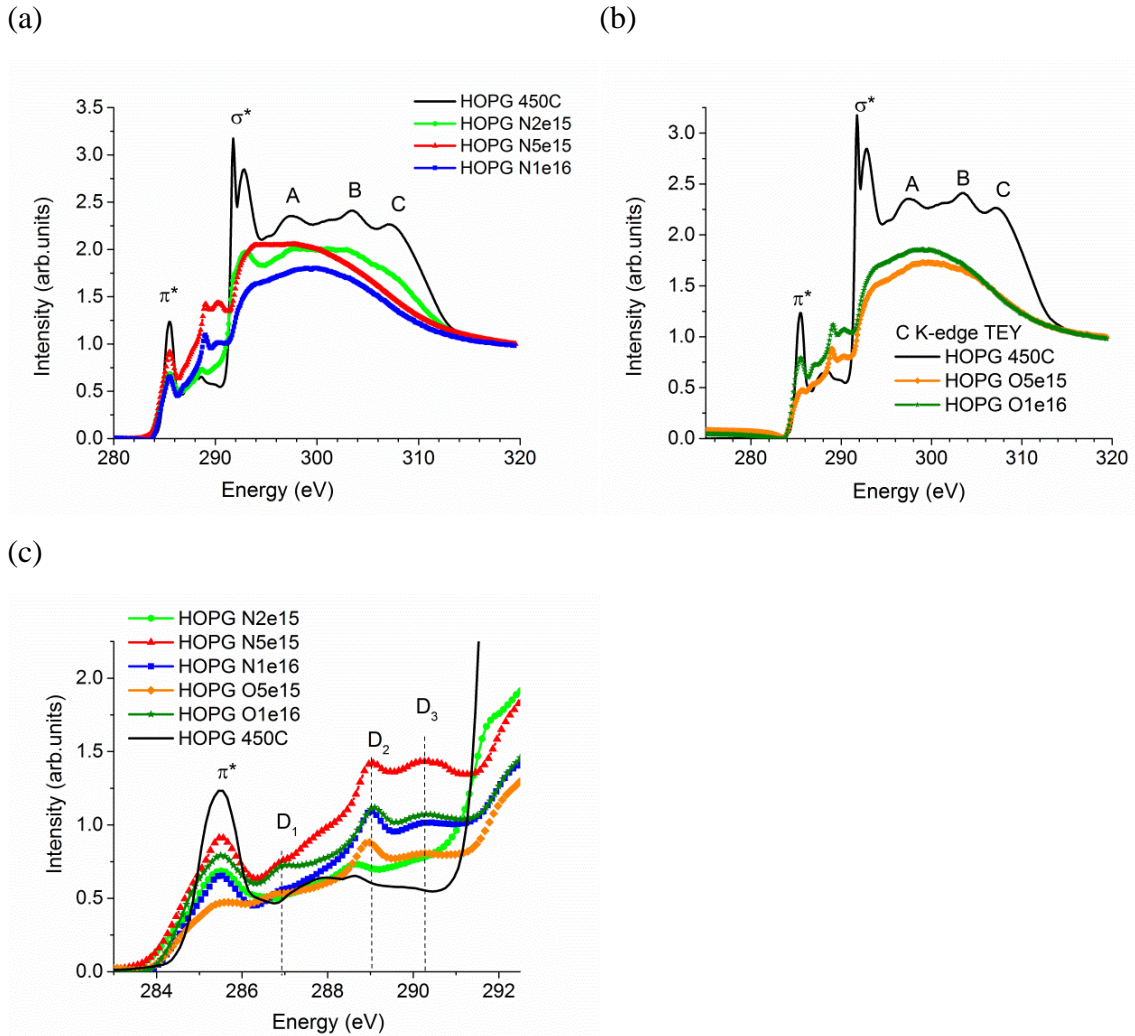 (a)
3.5
3.0
2.5
2.0
1.5
1.0
0.5
0.0
280
290
300
310
320
Intensity (arb.units)
Energy (eV)
π*
σ*
A
B
C
HOPG 450C
HOPG N2e15
HOPG N5e15
HOPG N1e16
(b)
3.0
2.5
2.0
1.5
1.0
0.5
0.0
280
290
300
310
320
Intensity (arb.units)
Energy (eV)
π*
σ*
A
B
C
C K-edge TEY
HOPG 450C
HOPG O5e15
HOPG O1e16
(c)
HOPG N2e15
HOPG N5e15
HOPG N1e16
HOPG O5e15
HOPG O1e16
HOPG 450C
2.0
1.5
1.0
0.5
0.0
284
286
288
290
292
Intensity (arb.units)
Energy (eV)
π*
D1
D2
D3